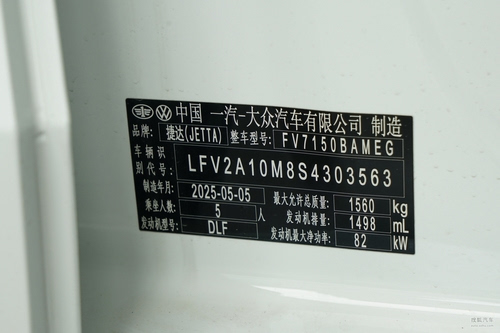 中国 一汽-大众汽车有限公司 制造
品牌: 捷达(JETTA) 整车型号: FV7150BAMEG
车辆识别代号: LFV2A10M8S4303563
制造年月: 2025-05-05 最大允许总质量 1560 kg
乘坐人数: 5 人 发动机排量 1498 mL
发动机型号: DLF 发动机最大净功率: 82 kW